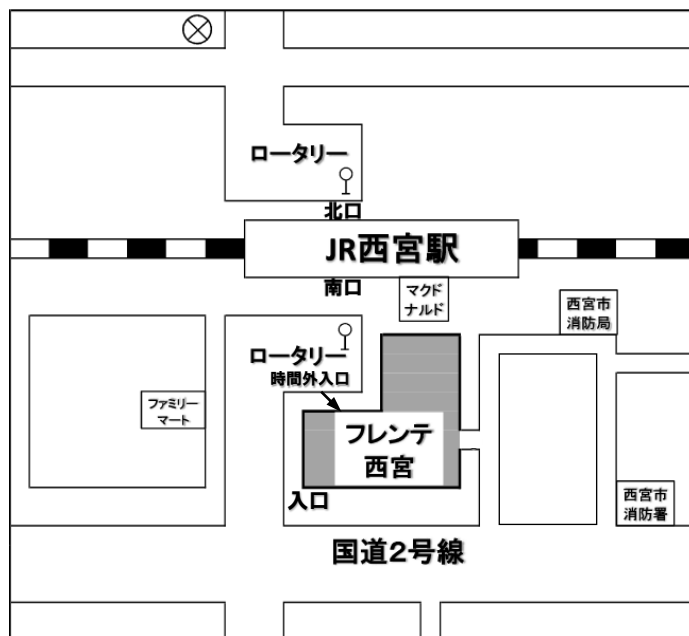 ロータリー
北口
JR西宮駅
南口
マクド
ナルド
西宮市
消防局
ロータリー
時間外入口
ファミリー
マート
フレンテ
西宮
入口
西宮市
消防署
国道2号線